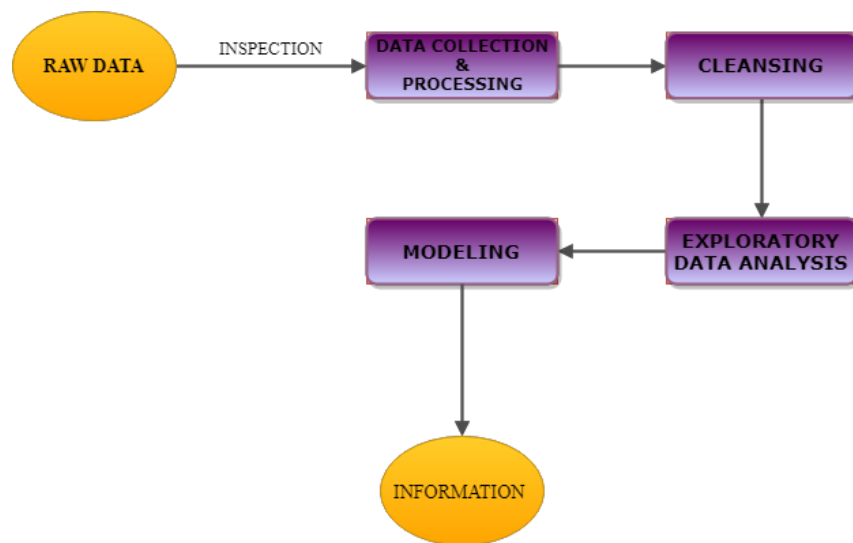 RAW DATA
INSPECTION
DATA COLLECTION
&
PROCESSING
CLEANSING
EXPLORATORY
DATA ANALYSIS
MODELING
INFORMATION